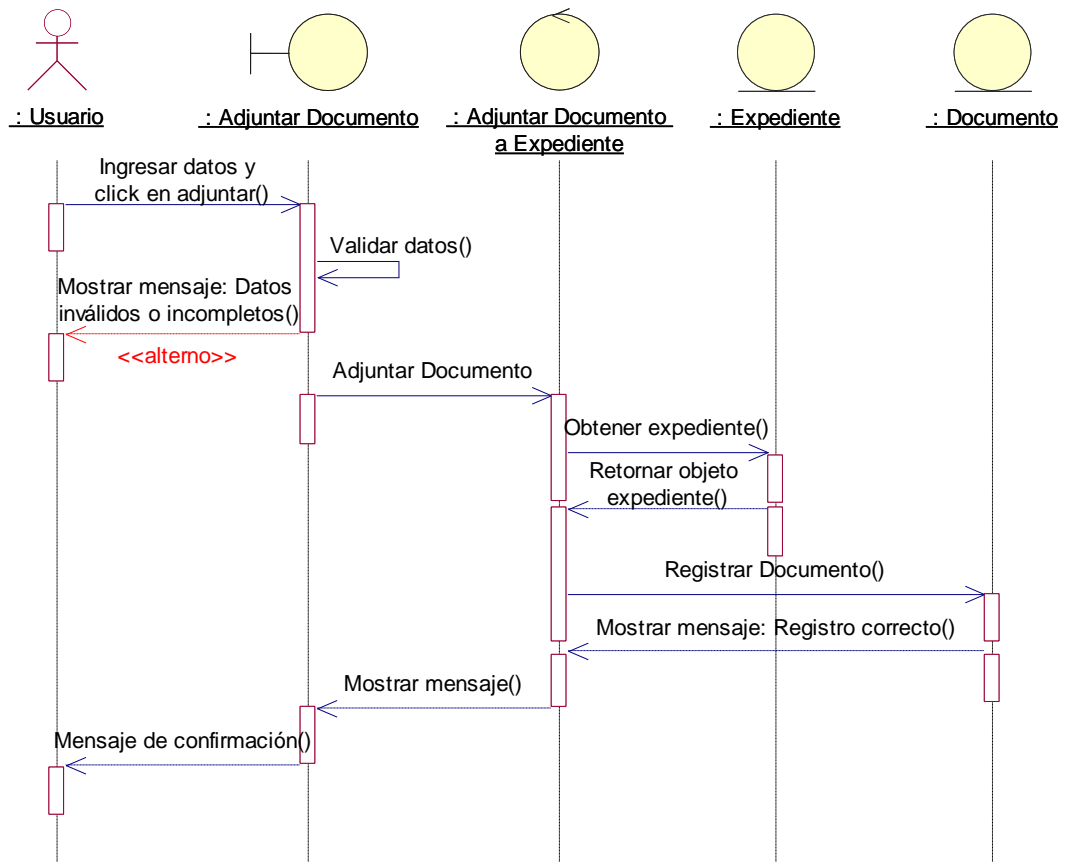 : Usuario
: Adjuntar Documento
: Adjuntar Documento
a Expediente
: Expediente
: Documento
Ingresar datos y
click en adjuntar()
Validar datos()
Mostrar mensaje: Datos
inválidos o incompletos()
<<alterno>>
Adjuntar Documento
Obtener expediente()
Retornar objeto
expediente()
Registrar Documento()
Mostrar mensaje: Registro correcto()
Mostrar mensaje()
Mensaje de confirmación()